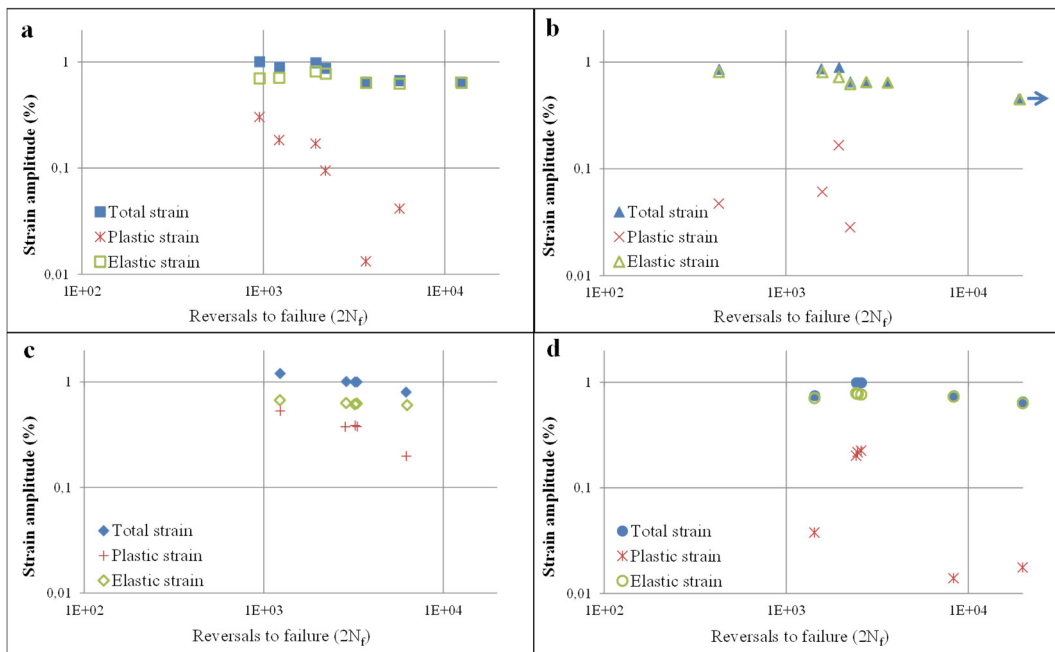 a
1
0.1
0.01
Strain amplitude (%)
Total strain
Plastic strain
Elastic strain
1E+02
1E+03
1E+04
Reversals to failure (2Nf)
b
1
0.1
0.01
Strain amplitude (%)
Total strain
Plastic strain
Elastic strain
1E+02
1E+03
1E+04
Reversals to failure (2Nf)
c
1
0.1
0.01
Strain amplitude (%)
Total strain
Plastic strain
Elastic strain
1E+02
1E+03
1E+04
Reversals to failure (2Nf)
d
1
0.1
0.01
Strain amplitude (%)
Total strain
Plastic strain
Elastic strain
1E+02
1E+03
1E+04
Reversals to failure (2Nf)